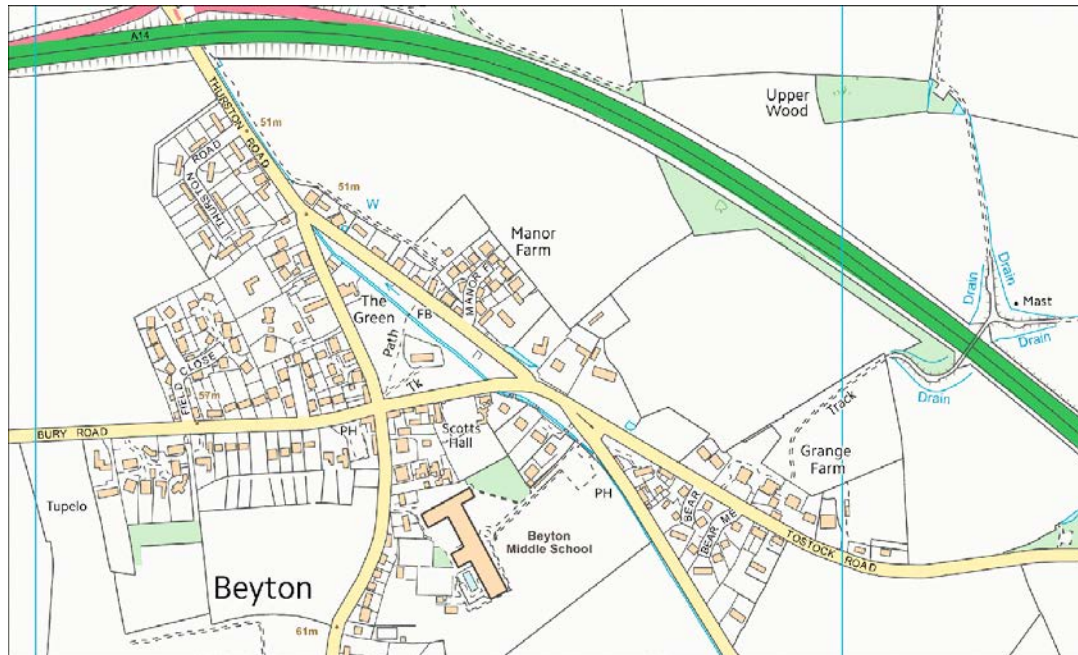 A14
THURSTON ROAD
51m
Upper
Wood
THURSTON
ROAD
51m
W
Manor
Farm
Drain
Drain
Mast
Drain
Drain
The
Green
FB
MANOR F
Path
Tk
FIELD CLOSE
57m
BURY ROAD
PH
Scotts
Hall
Track
Grange
Farm
Tupelo
PH
BEAR
BEAR ME
Beyton
Middle School
TOSTOCK ROAD
Beyton
61m